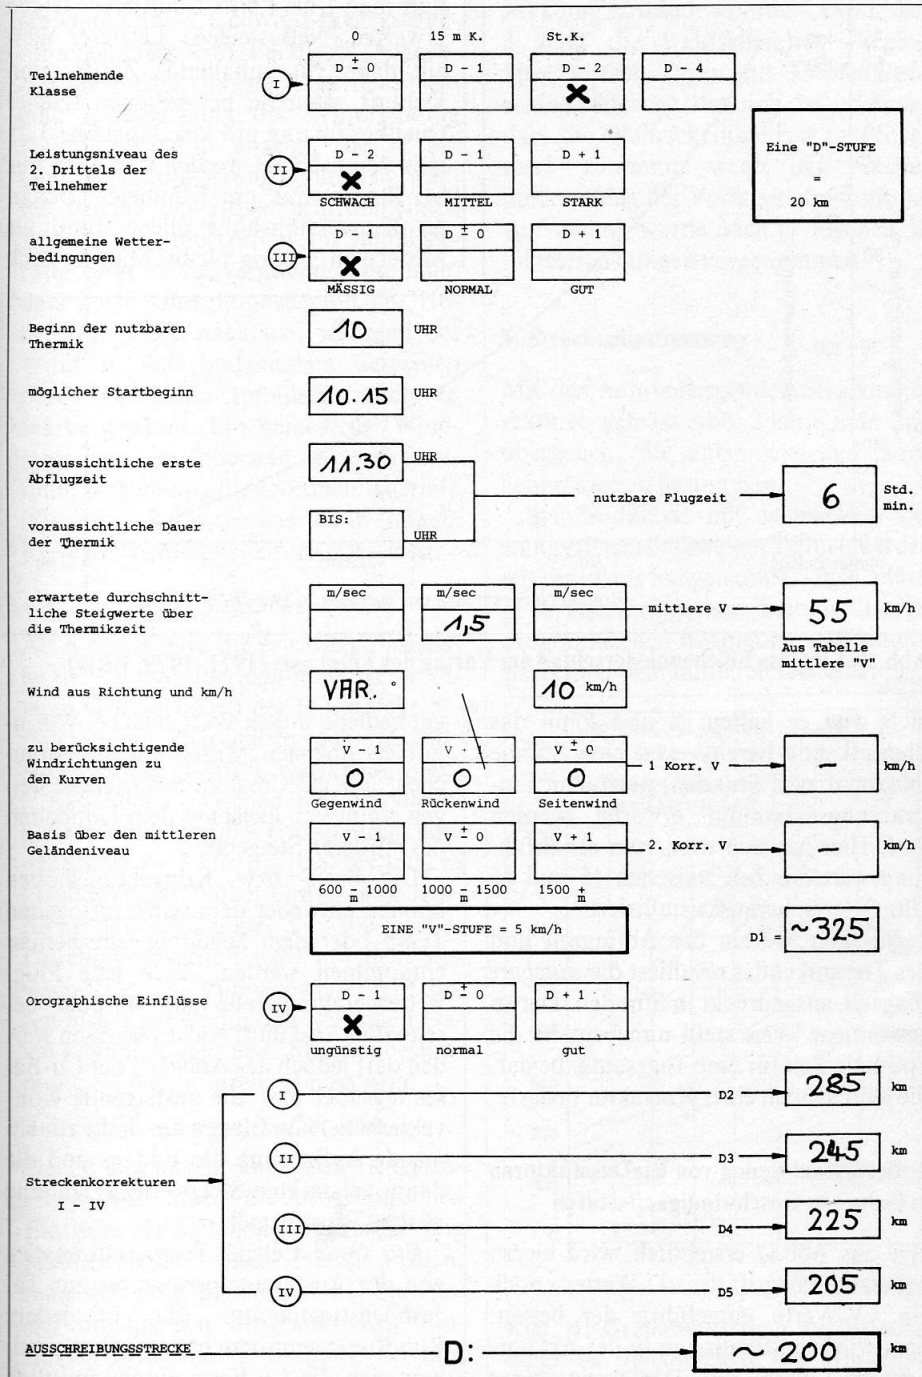 0 15 m K. St.K.
Teilnehmende Klasse I D ± 0 D - 1 D - 2 D - 4
X
Eine "D"-STUFE
=
20 km
Leistungsniveau des 2. Drittels der Teilnehmer II D - 2 D - 1 D + 1
X
SCHWACH MITTEL STARK
allgemeine Wetter-
bedingungen III D - 1 D ± 0 D + 1
X
MÄSSIG NORMAL GUT
Beginn der nutzbaren
Thermik 10 UHR
möglicher Startbeginn 10.15 UHR
voraussichtliche erste
Abflugzeit 11.30 UHR
nutzbare Flugzeit 6 Std.
min.
voraussichtliche Dauer
der Thermik BIS: UHR
erwartete durchschnitt-
liche Steigwerte über
die Thermikzeit m/sec m/sec m/sec
1,5 mittlere V 55 km/h
Aus Tabelle
mittlere "V"
Wind aus Richtung und km/h VAR. ° 10 km/h
zu berücksichtigende
Windrichtungen zu
den Kurven V - 1 V V ± 0
0 0 0 1 Korr. V — km/h
Gegenwind Rückenwind Seitenwind
Basis über den mittleren
Geländeniveau V - 1 V ± 0 V + 1
2. Korr. V — km/h
600 - 1000 1000 - 1500 1500 +
m m m
EINE "V"-STUFE = 5 km/h
D1 = ~325
Orographische Einflüsse IV D - 1 D ± 0 D + 1
X
ungünstig normal gut
Streckenkorrekturen
I - IV
I D2 285 km
II D3 245 km
III D4 225 km
IV D5 205 km
AUSSCHREIBUNGSSTRECKE D: ~ 200 km